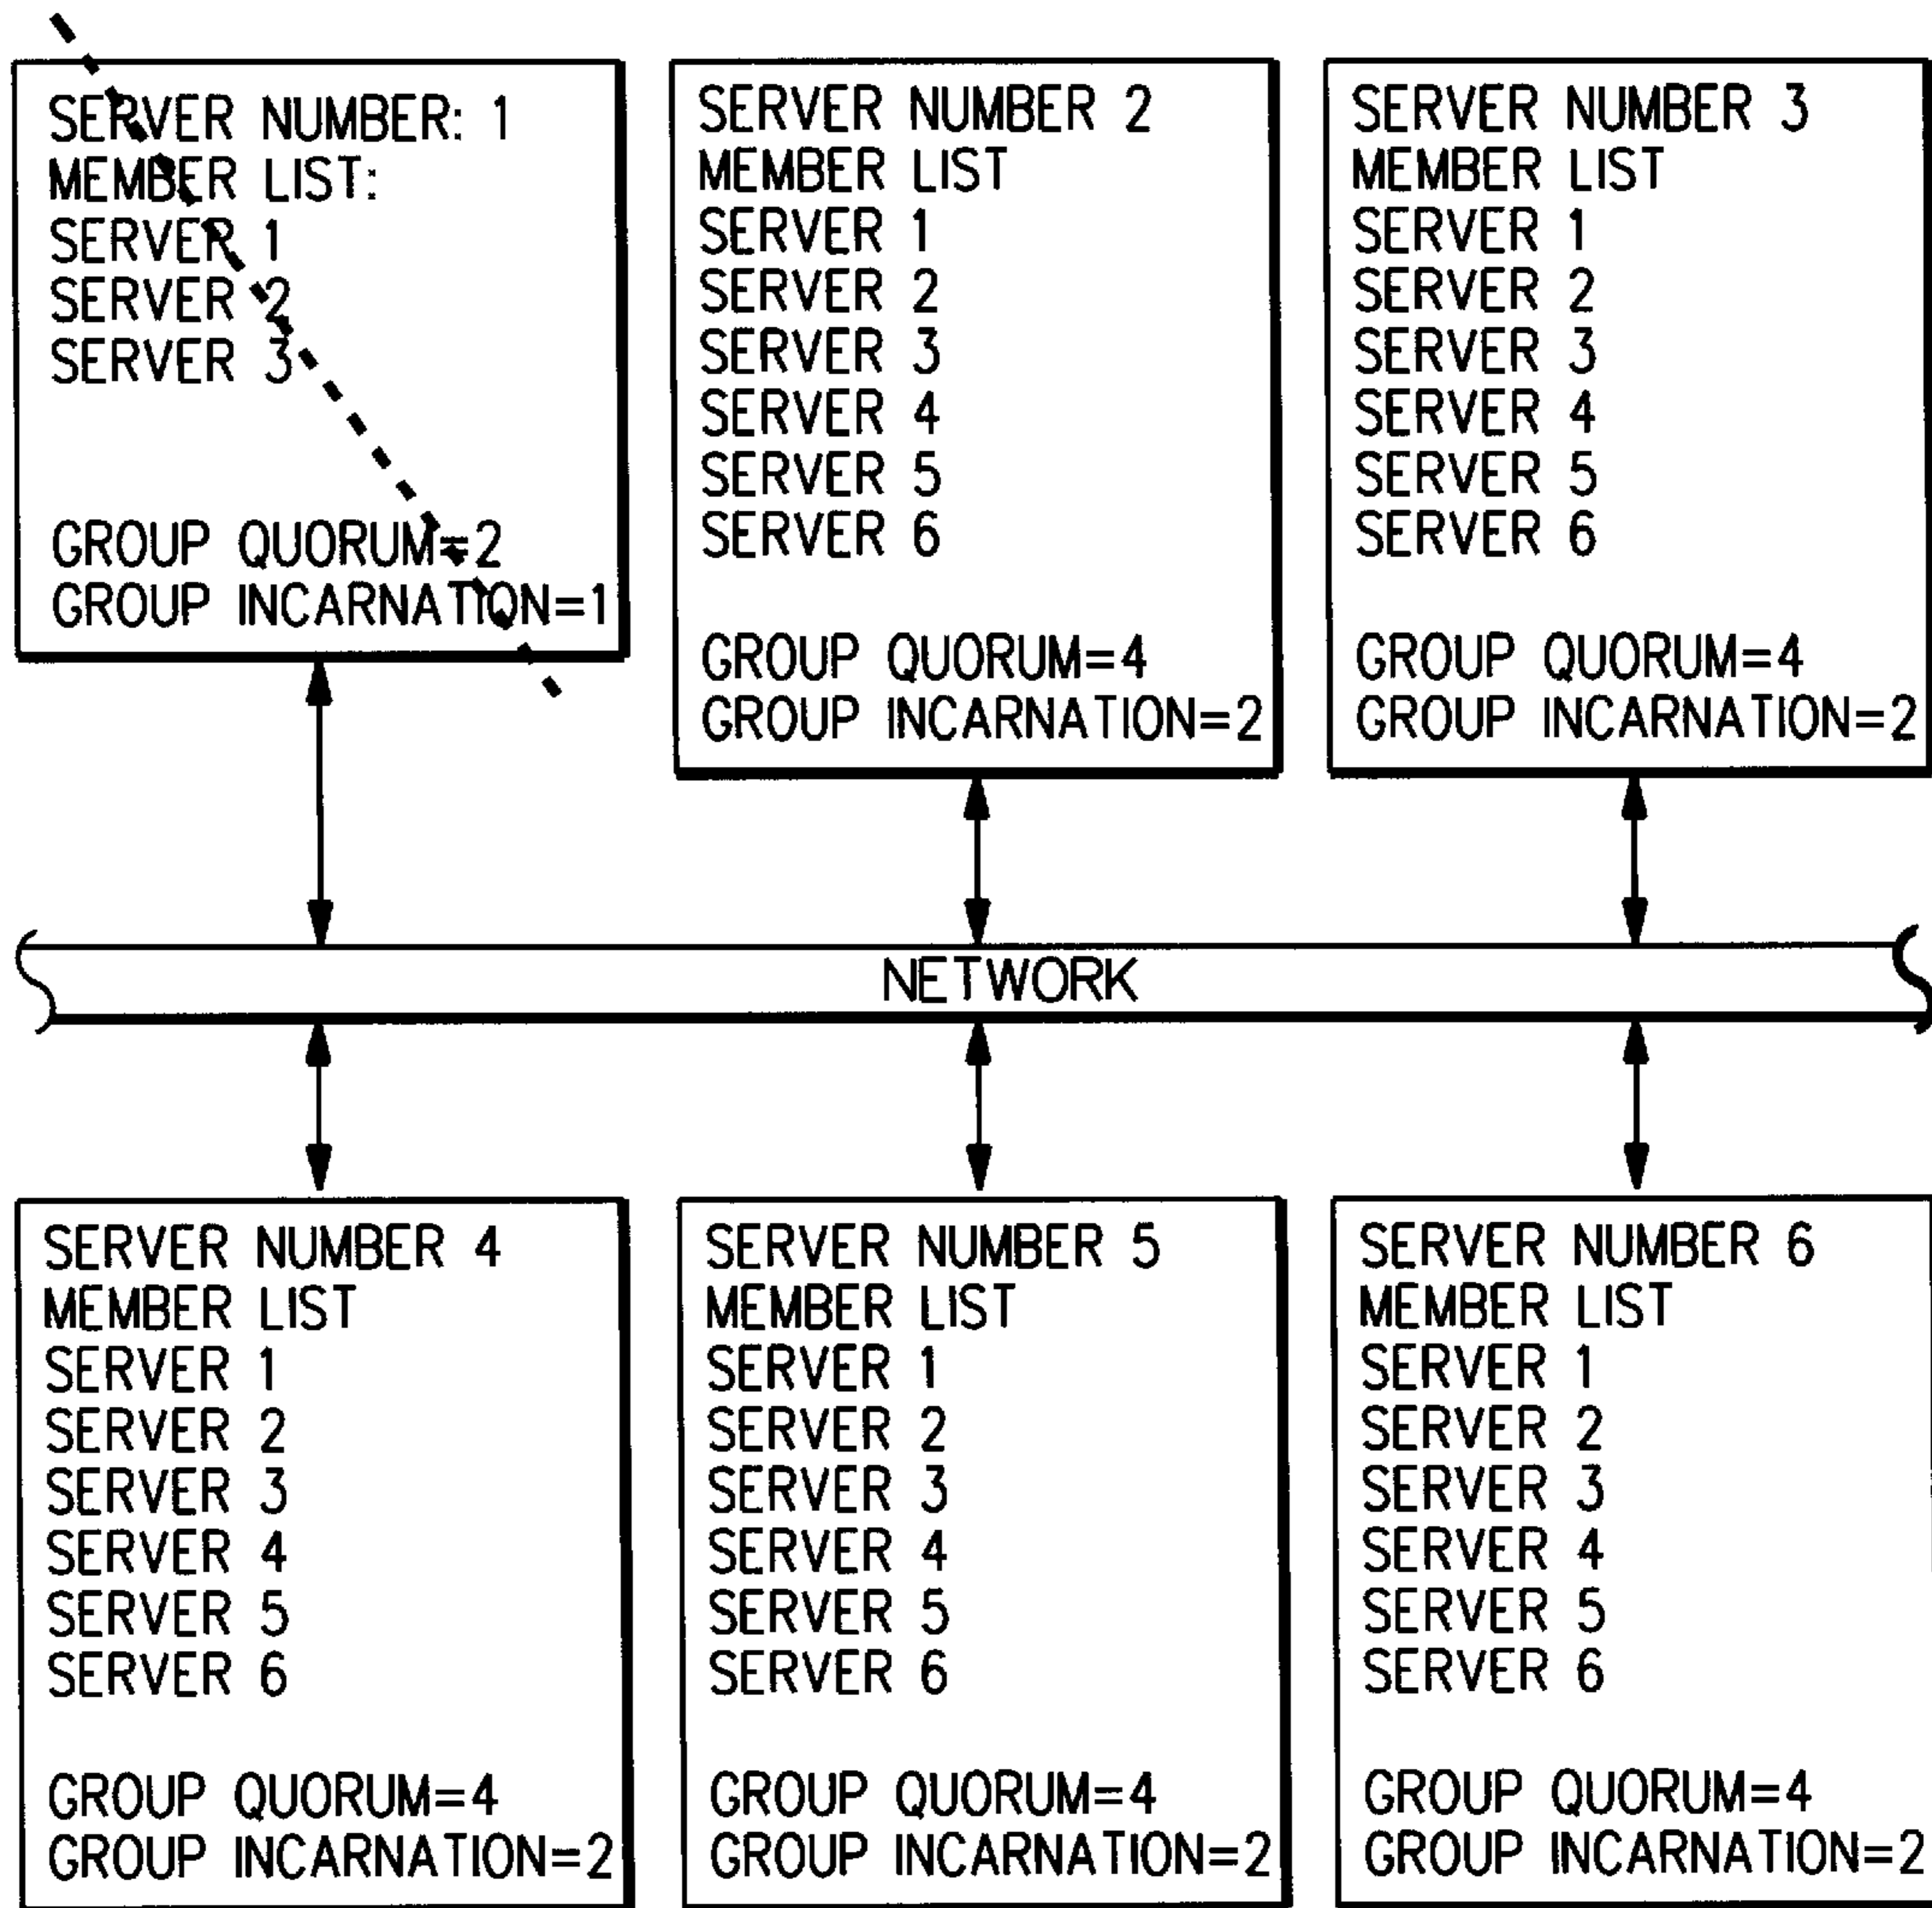 SERVER NUMBER: 1
MEMBER LIST:
SERVER 1
SERVER 2
SERVER 3
GROUP QUORUM=2
GROUP INCARNATION=1
SERVER NUMBER 2
MEMBER LIST
SERVER 1
SERVER 2
SERVER 3
SERVER 4
SERVER 5
SERVER 6
GROUP QUORUM=4
GROUP INCARNATION=2
SERVER NUMBER 3
MEMBER LIST
SERVER 1
SERVER 2
SERVER 3
SERVER 4
SERVER 5
SERVER 6
GROUP QUORUM=4
GROUP INCARNATION=2
NETWORK
SERVER NUMBER 4
MEMBER LIST
SERVER 1
SERVER 2
SERVER 3
SERVER 4
SERVER 5
SERVER 6
GROUP QUORUM=4
GROUP INCARNATION=2
SERVER NUMBER 5
MEMBER LIST
SERVER 1
SERVER 2
SERVER 3
SERVER 4
SERVER 5
SERVER 6
GROUP QUORUM=4
GROUP INCARNATION=2
SERVER NUMBER 6
MEMBER LIST
SERVER 1
SERVER 2
SERVER 3
SERVER 4
SERVER 5
SERVER 6
GROUP QUORUM=4
GROUP INCARNATION=2